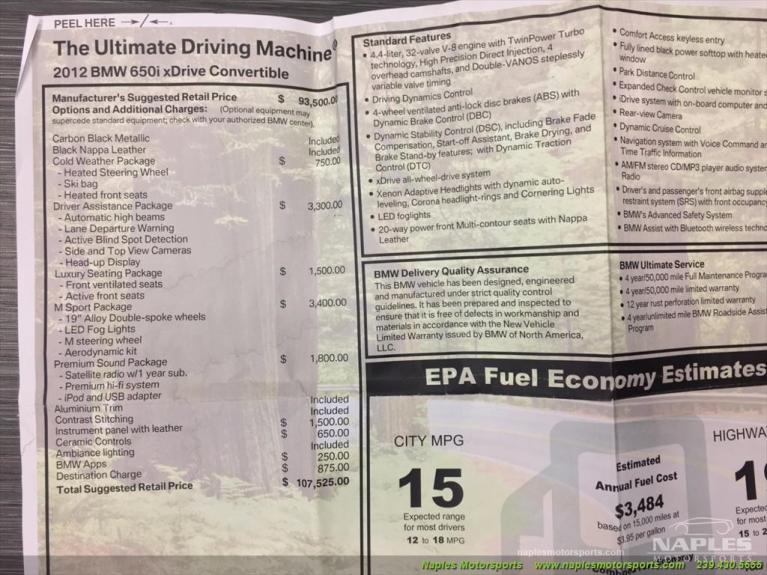 PEEL HERE
The Ultimate Driving Machine®
2012 BMW 650i xDrive Convertible
Manufacturer's Suggested Retail Price $ 93,500.00
Options and Additional Charges: (Optional equipment may
supercede standard equipment; check with your authorized BMW center).
Carbon Black Metallic Included
Black Nappa Leather Included
Cold Weather Package $ 750.00
- Heated Steering Wheel
- Ski bag
- Heated front seats
Driver Assistance Package $ 3,300.00
- Automatic high beams
- Lane Departure Warning
- Active Blind Spot Detection
- Side and Top View Cameras
- Head-up Display
Luxury Seating Package $ 1,500.00
- Front ventilated seats
- Active front seats
M Sport Package $ 3,400.00
- 19" Alloy Double-spoke wheels
- LED Fog Lights
- M steering wheel
- Aerodynamic kit
Premium Sound Package $ 1,800.00
- Satellite radio w/1 year sub.
- Premium hi-fi system
- iPod and USB adapter
Aluminium Trim Included
Contrast Stitching Included
Instrument panel with leather $ 1,500.00
Ceramic Controls $ 650.00
Ambiance lighting Included
BMW Apps $ 250.00
Destination Charge $ 875.00
Total Suggested Retail Price $ 107,525.00
Standard Features
• 4.4-liter, 32-valve V-8 engine with TwinPower Turbo
technology, High Precision Direct Injection, 4
overhead camshafts, and Double-VANOS steplessly
variable valve timing
• Driving Dynamics Control
• 4-wheel ventilated anti-lock disc brakes (ABS) with
Dynamic Brake Control (DBC)
• Dynamic Stability Control (DSC), including Brake Fade
Compensation, Start-off Assistant, Brake Drying, and
Brake Stand-by features; with Dynamic Traction
Control (DTC)
• xDrive all-wheel-drive system
• Xenon Adaptive Headlights with dynamic auto-
leveling, Corona headlight-rings and Cornering Lights
• LED foglights
• 20-way power front Multi-contour seats with Nappa
Leather
• Comfort Access keyless entry
• Fully lined black power softtop with heated
window
• Park Distance Control
• Expanded Check Control vehicle monitor s
• iDrive system with on-board computer and
• Rear-view Camera
• Dynamic Cruise Control
• Navigation system with Voice Command an
Time Traffic Information
• AM/FM stereo CD/MP3 player audio system
Radio
• Driver's and passenger's front airbag supple
restraint system (SRS) with front occupancy
• BMW's Advanced Safety System
• BMW Assist with Bluetooth wireless techno
BMW Delivery Quality Assurance
This BMW vehicle has been designed, engineered
and manufactured under strict quality control
guidelines. It has been prepared and inspected to
ensure that it is free of defects in workmanship and
materials in accordance with the New Vehicle
Limited Warranty issued by BMW of North America,
LLC.
BMW Ultimate Service
• 4 year/50,000 mile Full Maintenance Progra
• 4 year/50,000 mile limited warranty
• 12 year rust perforation limited warranty
• 4 year/unlimited mile BMW Roadside Assist
Program
EPA Fuel Economy Estimates
CITY MPG
15
Expected range
for most drivers
12 to 18 MPG
Estimated
Annual Fuel Cost
$3,484
based on 15,000 miles at
$3.95 per gallon
HIGHWA
Expec
for most
15 to 2
NAPLES
MOTORSPORTS
naplesmotorsports.com
Naples Motorsports www.naplesmotorsports.com 239.430.5655